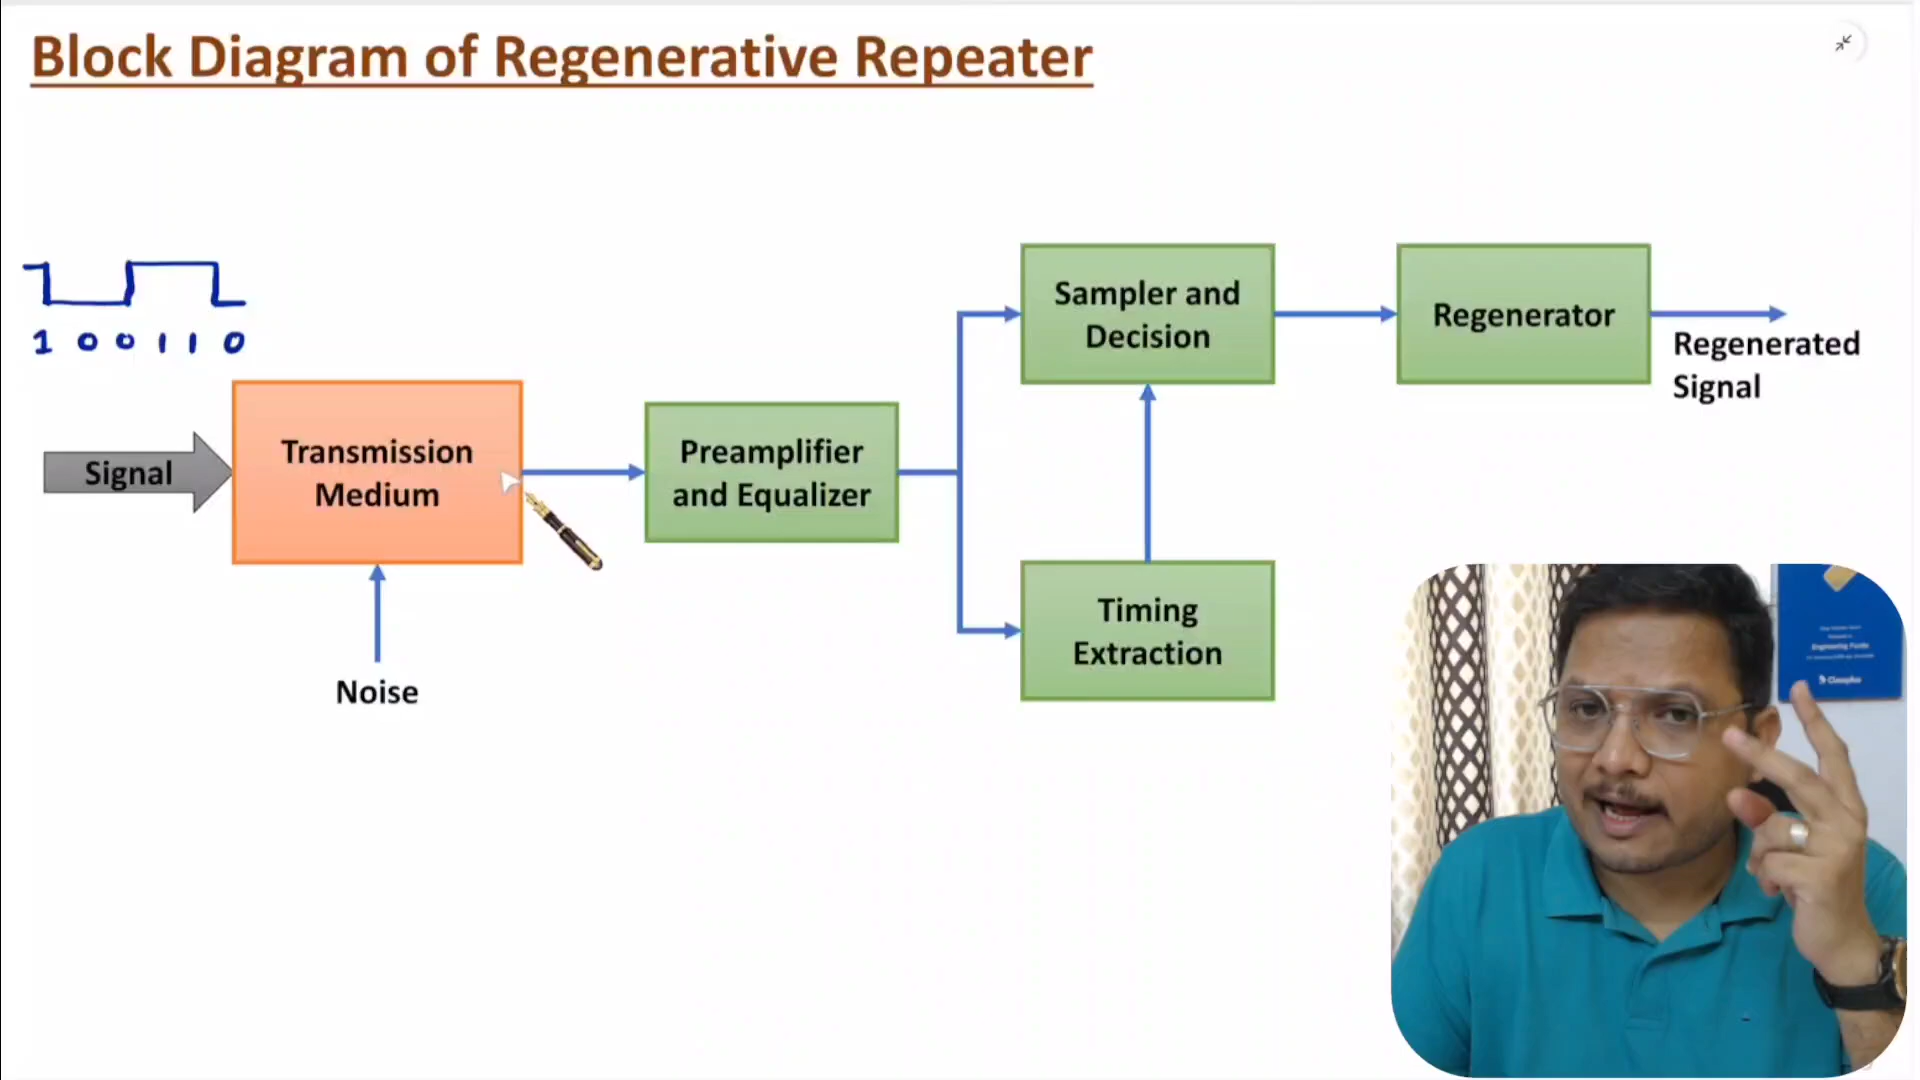 Block Diagram of Regenerative Repeater
1 0 0 1 1 0
Signal
Transmission
Medium
Noise
Preamplifier
and Equalizer
Sampler and
Decision
Timing
Extraction
Regenerator
Regenerated
Signal